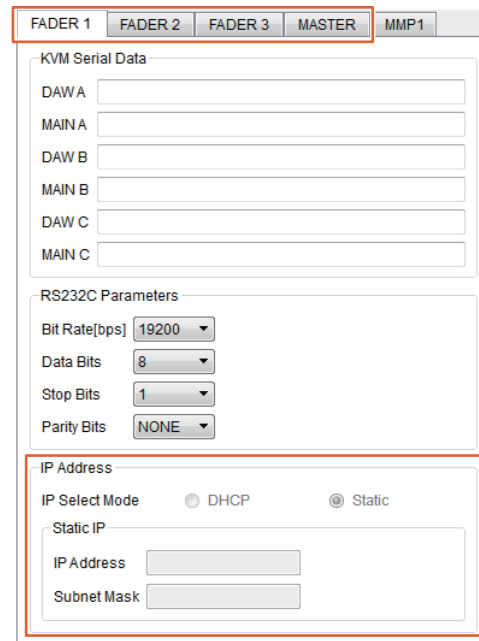 FADER 1 FADER 2 FADER 3 MASTER MMP1
KVM Serial Data
DAW A
MAIN A
DAW B
MAIN B
DAW C
MAIN C
RS232C Parameters
Bit Rate[bps] 19200
Data Bits 8
Stop Bits 1
Parity Bits NONE
IP Address
IP Select Mode DHCP Static
Static IP
IP Address
Subnet Mask